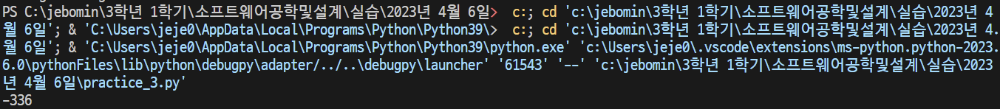 PS C:\jebomin\3학년 1학기\소프트웨어공학및설계\실습\2023년 4월 6일>  c:; cd 'c:\jebomin\3학년 1학기\소프트웨어공학및설계\실습\2023년 4
월 6일'; & 'C:\Users\jeje0\AppData\Local\Programs\Python\Python39\>  c:; cd 'c:\jebomin\3학년 1학기\소프트웨어공학및설계\실습\2023년 4.
월 6일'; & 'C:\Users\jeje0\AppData\Local\Programs\Python\Python39\python.exe' 'c:\Users\jeje0\.vscode\extensions\ms-python.python-2023.
6.0\pythonFiles\lib\python\debugpy\adapter/../..\debugpy\launcher' '61543' '--' 'c:\jebomin\3학년 1학기\소프트웨어공학및설계\실습\2023
년 4월 6일\practice_3.py'
-336